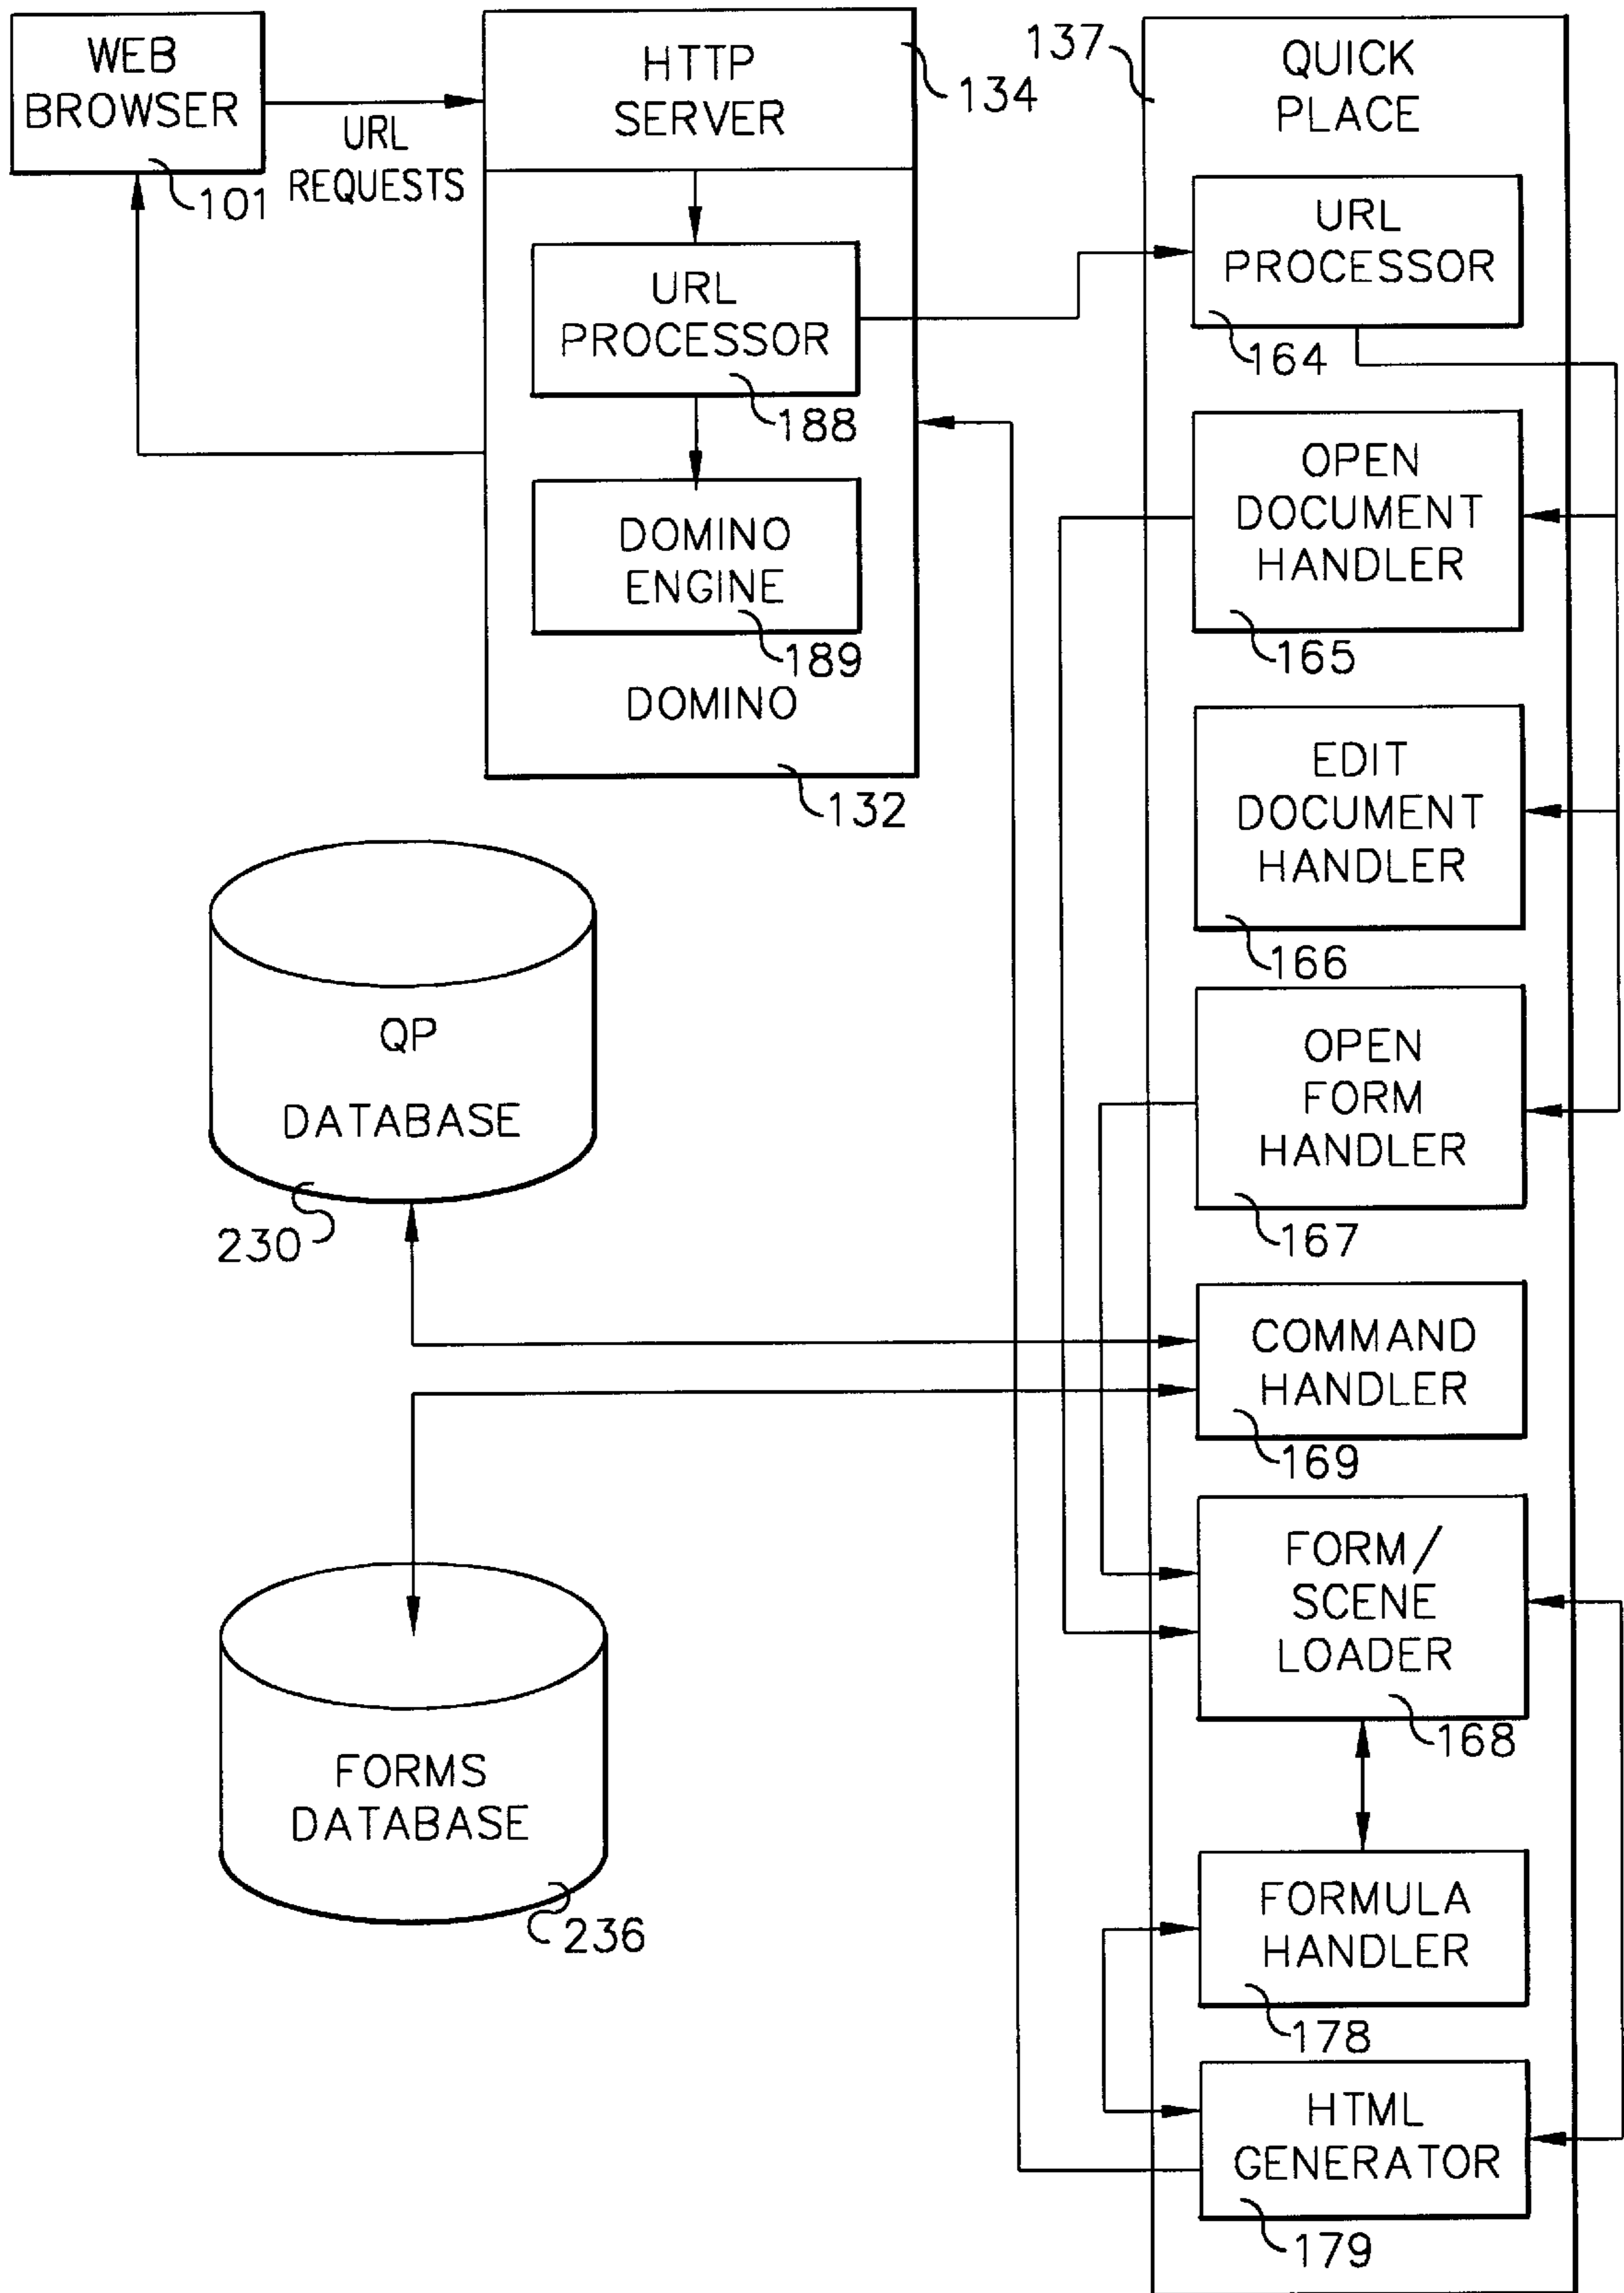 WEB
BROWSER
101
URL
REQUESTS
HTTP
SERVER
134
URL
PROCESSOR
188
DOMINO
ENGINE
189
DOMINO
132
137
QUICK
PLACE
URL
PROCESSOR
164
OPEN
DOCUMENT
HANDLER
165
EDIT
DOCUMENT
HANDLER
166
OPEN
FORM
HANDLER
167
QP
DATABASE
230
COMMAND
HANDLER
169
FORM/
SCENE
LOADER
168
FORMS
DATABASE
236
FORMULA
HANDLER
178
HTML
GENERATOR
179